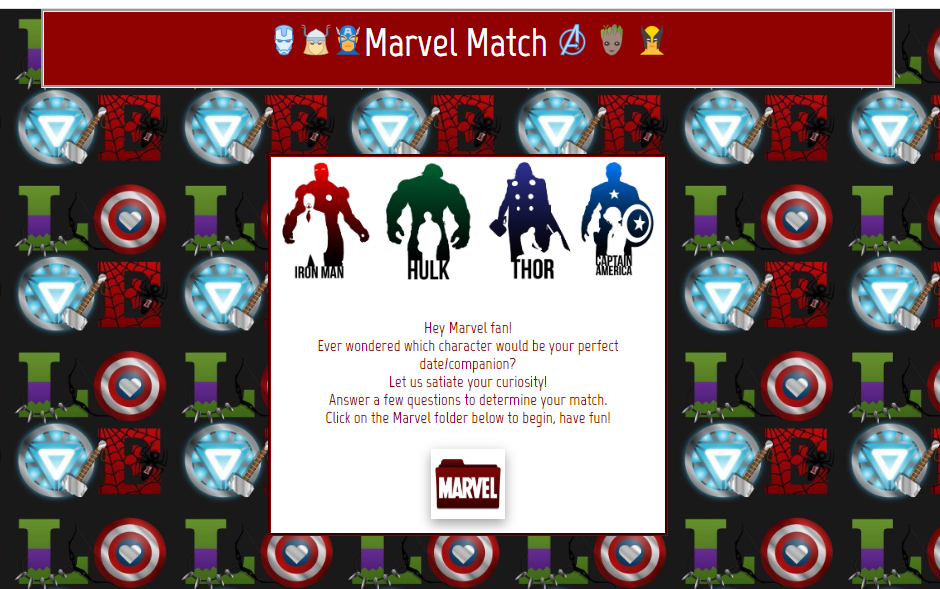 Marvel Match
IRON MAN
HULK
THOR
CAPTAIN
AMERICA
Hey Marvel fan!
Ever wondered which character would be your perfect
date/companion?
Let us satiate your curiosity!
Answer a few questions to determine your match.
Click on the Marvel folder below to begin, have fun!
MARVEL